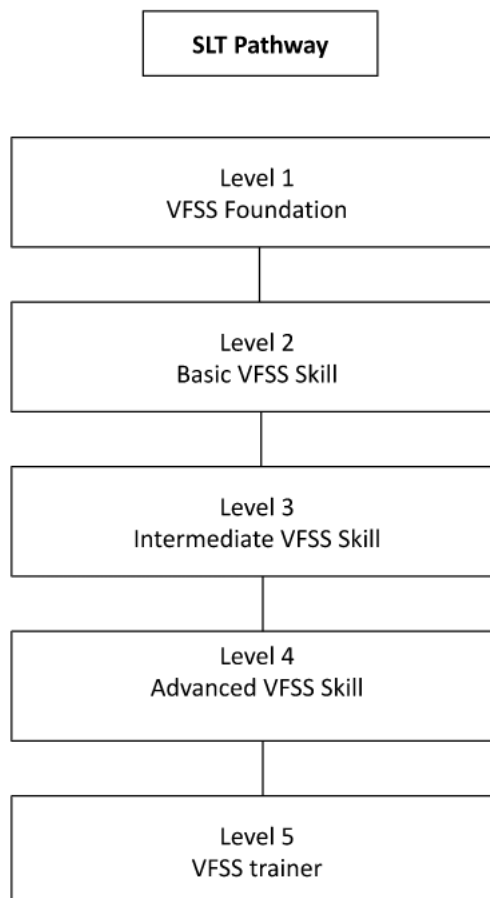 SLT Pathway
Level 1
VFSS Foundation
Level 2
Basic VFSS Skill
Level 3
Intermediate VFSS Skill
Level 4
Advanced VFSS Skill
Level 5
VFSS trainer